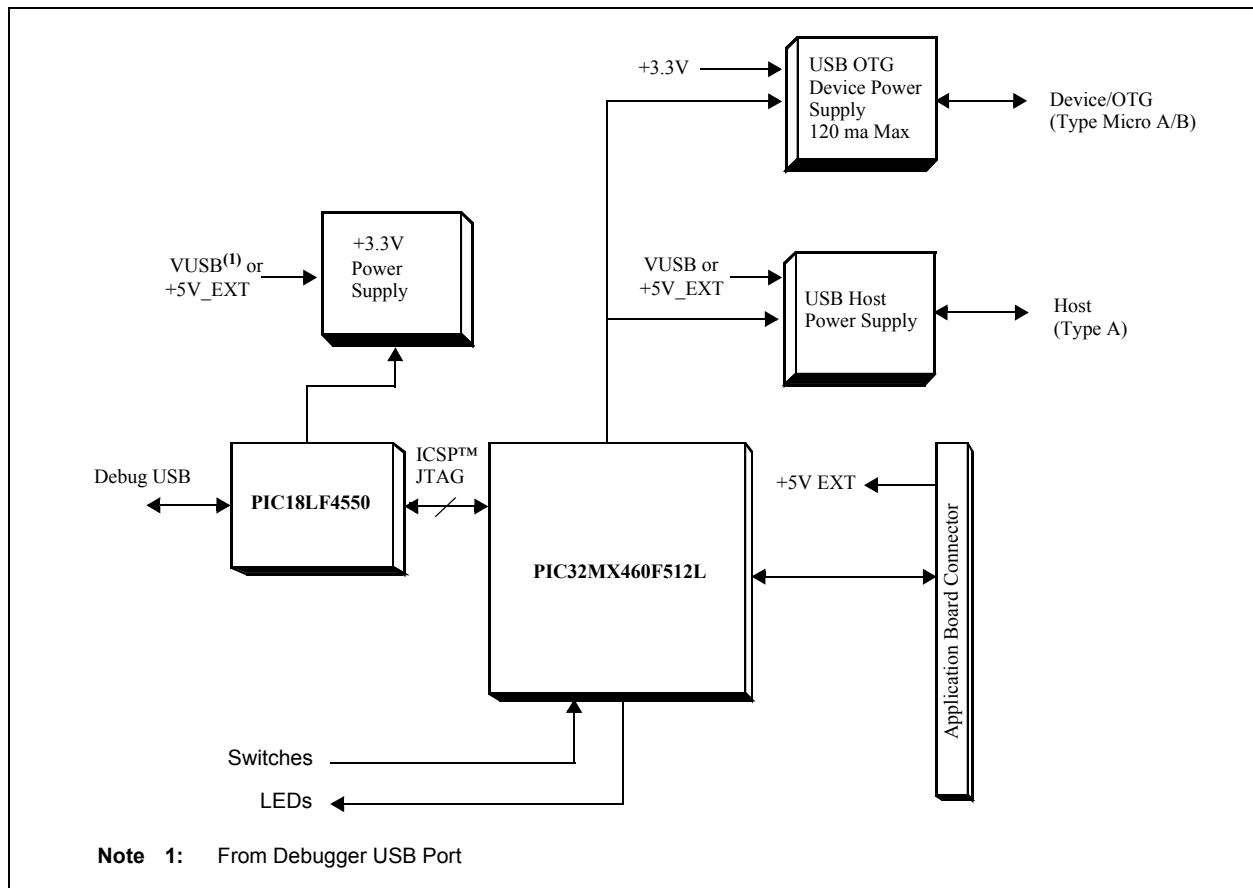 +3.3V
USB OTG
Device Power
Supply
120 ma Max
Device/OTG
(Type Micro A/B)
+3.3V
Power
Supply
VUSB(1) or
+5V_EXT
VUSB or
+5V_EXT
USB Host
Power Supply
Host
(Type A)
Debug USB
PIC18LF4550
ICSP™
JTAG
PIC32MX460F512L
+5V EXT
Application Board Connector
Switches
LEDs
Note 1: From Debugger USB Port